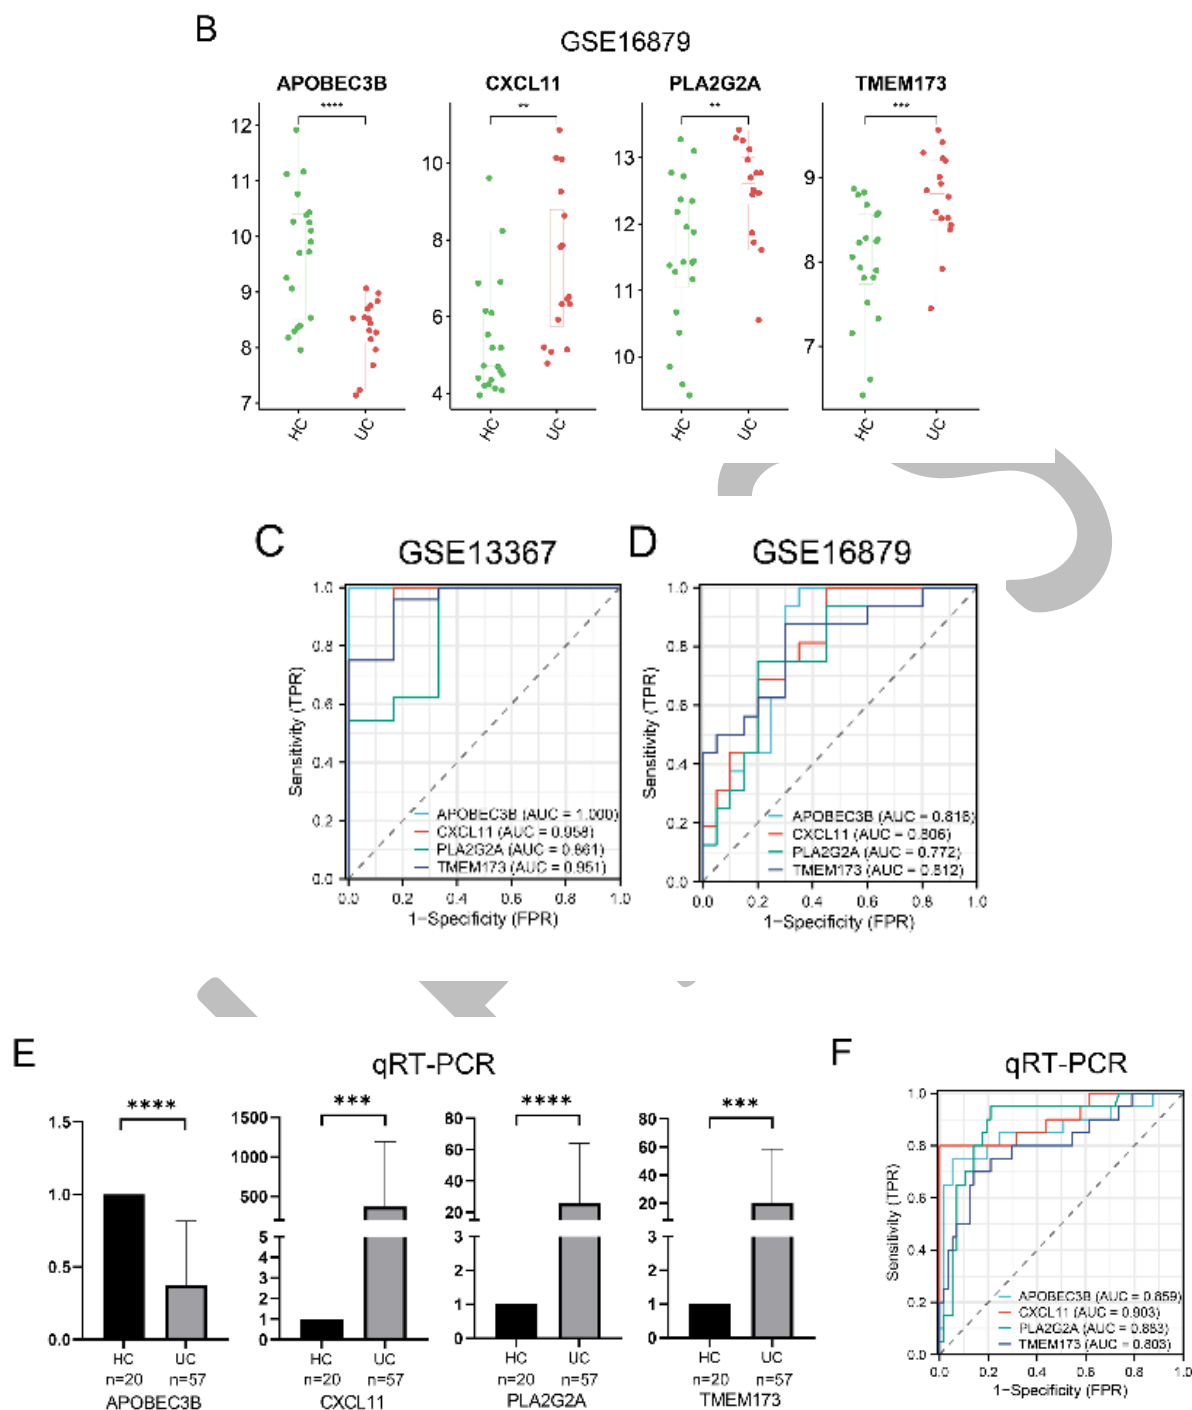 B
GSE16879
APOBEC3B CXCL11 PLA2G2A TMEM173
**** ** ** ***
12
11
10
9
8
7
HC UC
10
8
6
4
HC UC
13
12
11
10
HC UC
9
8
7
HC UC
C
GSE13367
1.0
0.8
0.6
0.4
0.2
0.0
Sensitivity (TPR)
APOBEC3B (AUC = 1.000)
CXCL11 (AUC = 0.958)
PLA2G2A (AUC = 0.861)
TMEM173 (AUC = 0.951)
0.0 0.2 0.4 0.6 0.8 1.0
1−Specificity (FPR)
D
GSE16879
1.0
0.8
0.6
0.4
0.2
0.0
Sensitivity (TPR)
APOBEC3B (AUC = 0.816)
CXCL11 (AUC = 0.806)
PLA2G2A (AUC = 0.772)
TMEM173 (AUC = 0.812)
0.0 0.2 0.4 0.6 0.8 1.0
1−Specificity (FPR)
E
qRT-PCR
****
1.5
1.0
0.5
0.0
HC UC
n=20 n=57
APOBEC3B
***
1500
1000
500
5
4
3
2
1
0
HC UC
n=20 n=57
CXCL11
****
80
60
40
20
3
2
1
0
HC UC
n=20 n=57
PLA2G2A
***
80
60
40
20
3
2
1
0
HC UC
n=20 n=57
TMEM173
F
qRT-PCR
1.0
0.8
0.6
0.4
0.2
0.0
Sensitivity (TPR)
APOBEC3B (AUC = 0.859)
CXCL11 (AUC = 0.903)
PLA2G2A (AUC = 0.883)
TMEM173 (AUC = 0.803)
0.0 0.2 0.4 0.6 0.8 1.0
1−Specificity (FPR)